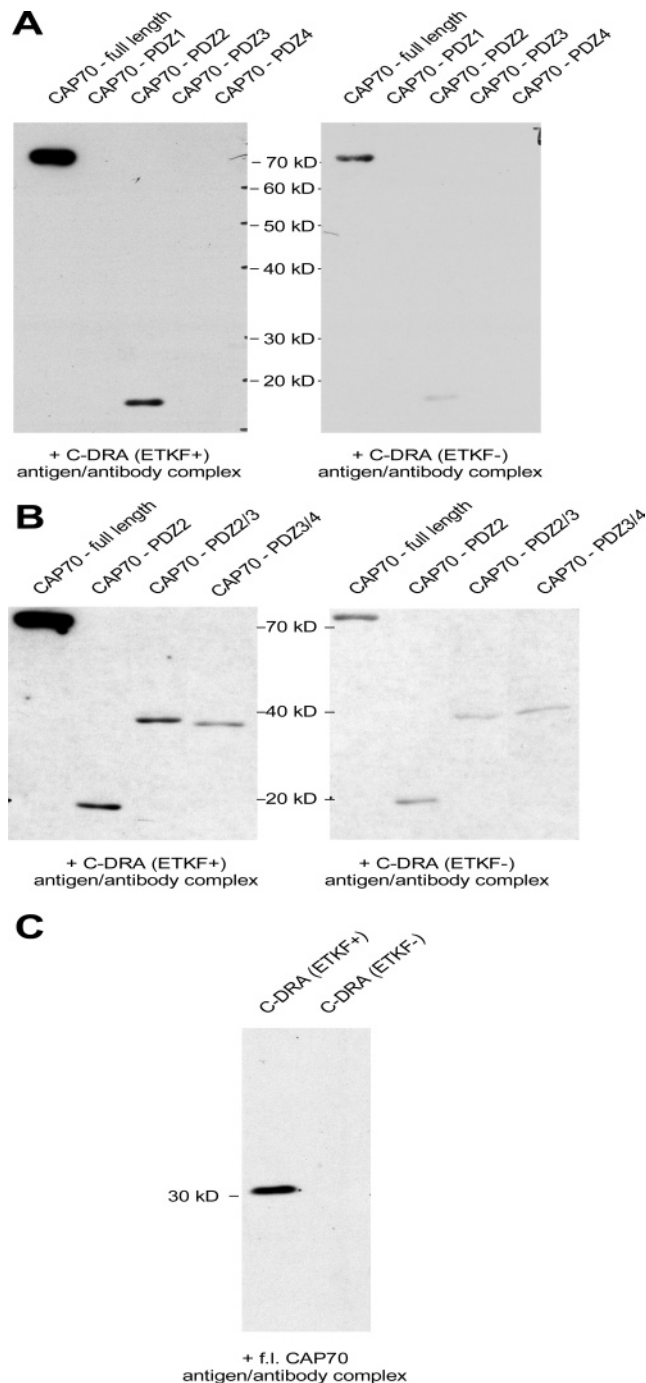 A
CAP70 - full length
CAP70 - PDZ1
CAP70 - PDZ2
CAP70 - PDZ3
CAP70 - PDZ4
CAP70 - full length
CAP70 - PDZ1
CAP70 - PDZ2
CAP70 - PDZ3
CAP70 - PDZ4
– 70 kD -
– 60 kD -
– 50 kD -
– 40 kD -
– 30 kD -
– 20 kD -
+ C-DRA (ETKF+)
antigen/antibody complex
+ C-DRA (ETKF-)
antigen/antibody complex
B
CAP70 - full length
CAP70 - PDZ2
CAP70 - PDZ2/3
CAP70 - PDZ3/4
CAP70 - full length
CAP70 - PDZ2
CAP70 - PDZ2/3
CAP70 - PDZ3/4
–70 kD –
–40 kD –
–20 kD –
+ C-DRA (ETKF+)
antigen/antibody complex
+ C-DRA (ETKF-)
antigen/antibody complex
C
C-DRA (ETKF+)
C-DRA (ETKF-)
30 kD –
+ f.l. CAP70
antigen/antibody complex